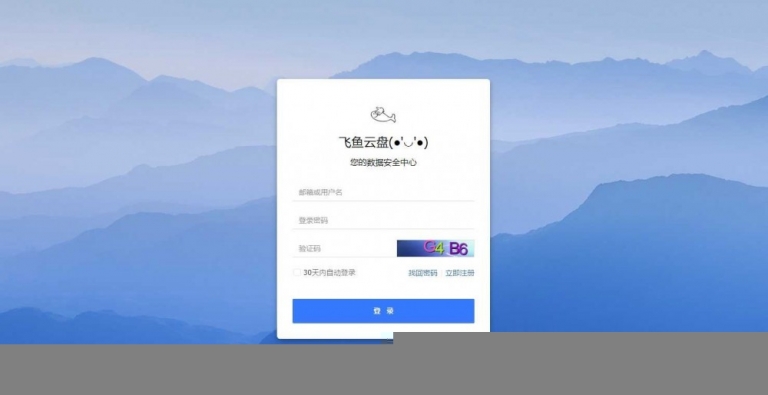 飞鱼云盘(●'◡'●)
您的数据安全中心
邮箱或用户名
登录密码
验证码 G4 B6
30天内自动登录 找回密码 立即注册
登 录